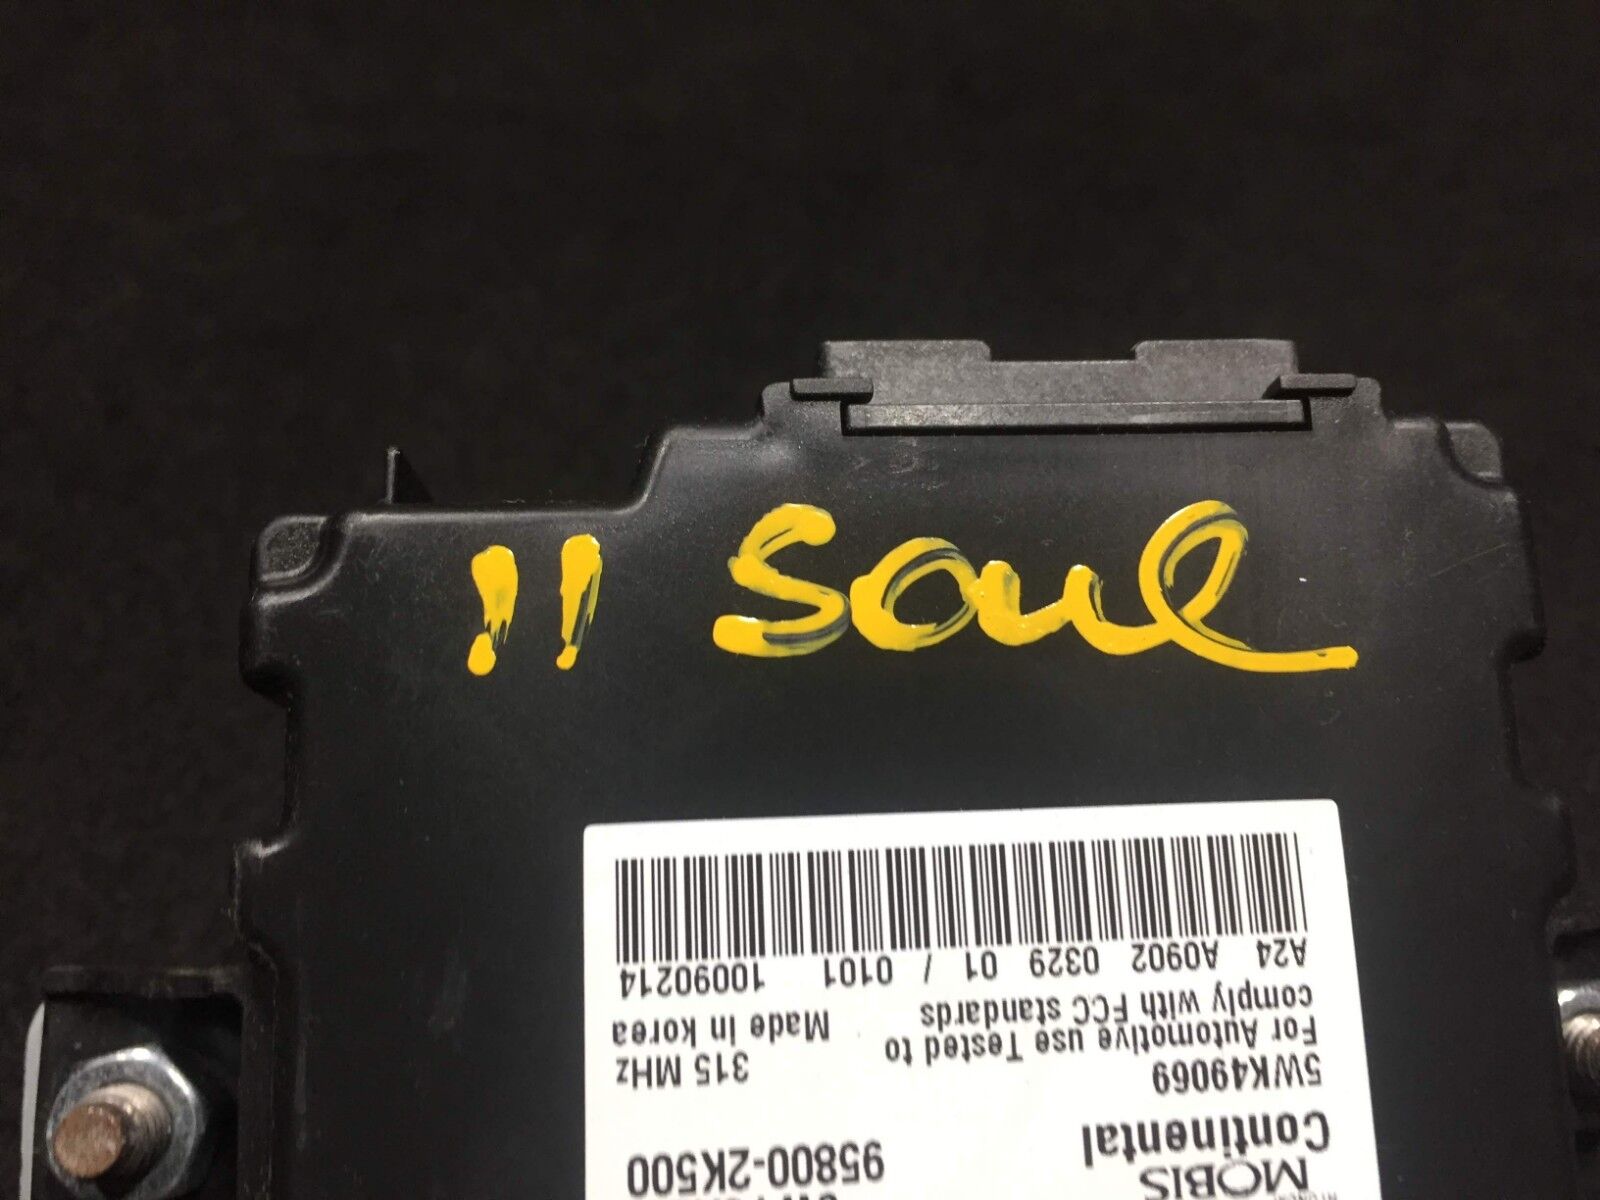 11 Soul
MOBIS
Continental 95800-2K500
5WK49069 315 MHz
For Automotive use Tested to
comply with FCC standards Made in Korea
A24 A0902 0329 01 / 0101 10090214